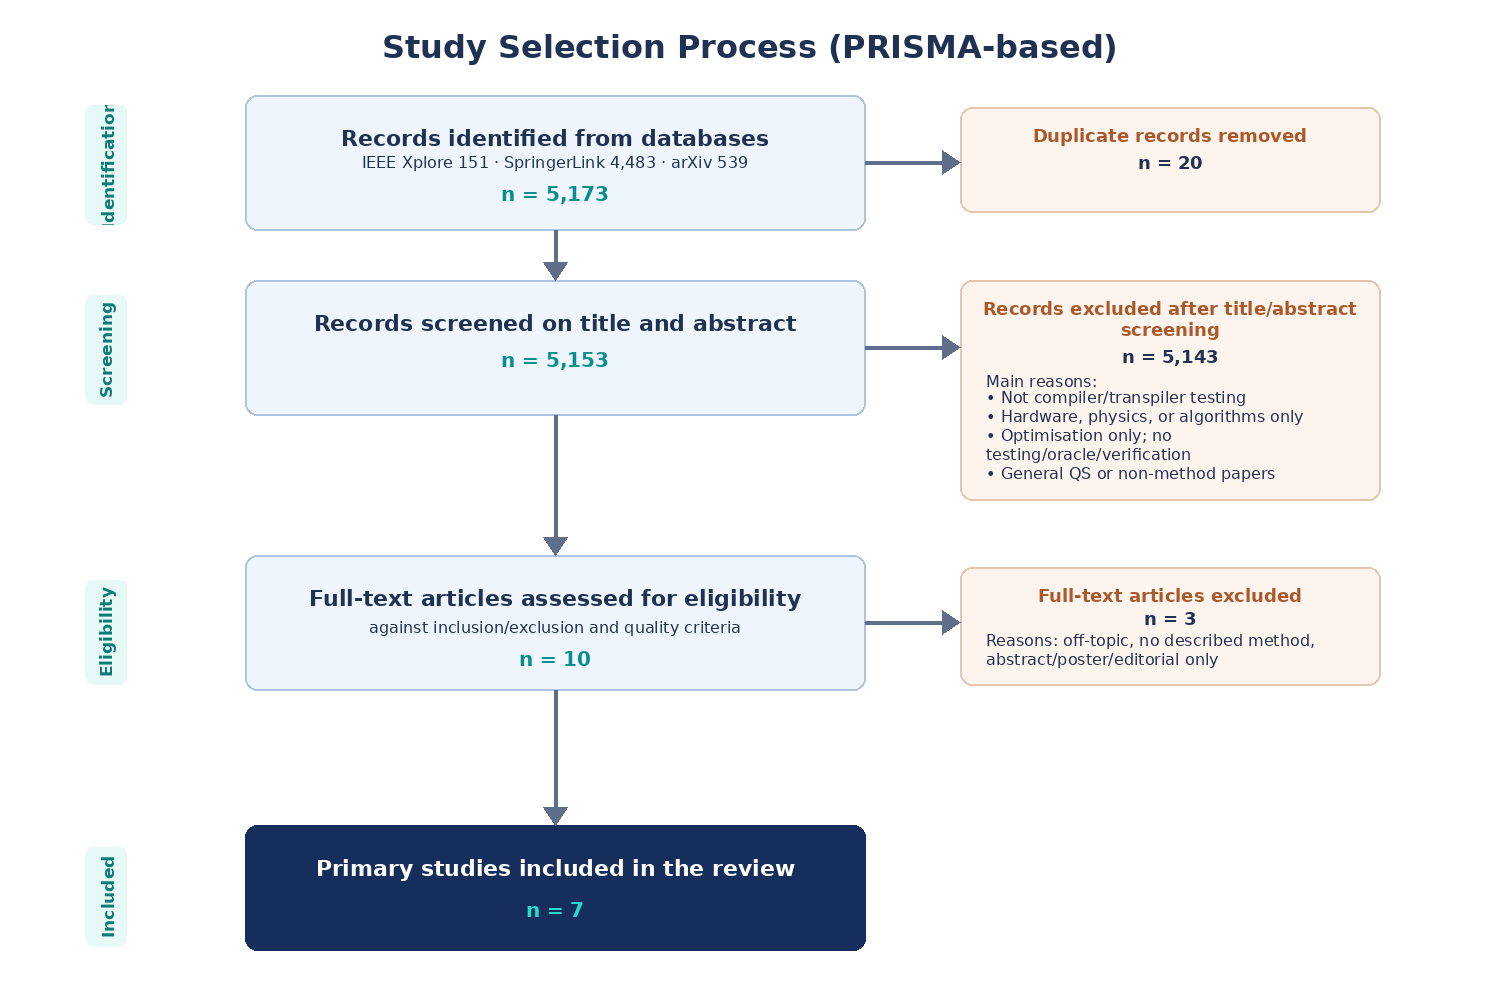 Study Selection Process (PRISMA-based)
Identification
Records identified from databases
IEEE Xplore 151 · SpringerLink 4,483 · arXiv 539
n = 5,173
Duplicate records removed
n = 20
Screening
Records screened on title and abstract
n = 5,153
Records excluded after title/abstract
screening
n = 5,143
Main reasons:
• Not compiler/transpiler testing
• Hardware, physics, or algorithms only
• Optimisation only; no
testing/oracle/verification
• General QS or non-method papers
Eligibility
Full-text articles assessed for eligibility
against inclusion/exclusion and quality criteria
n = 10
Full-text articles excluded
n = 3
Reasons: off-topic, no described method,
abstract/poster/editorial only
Included
Primary studies included in the review
n = 7